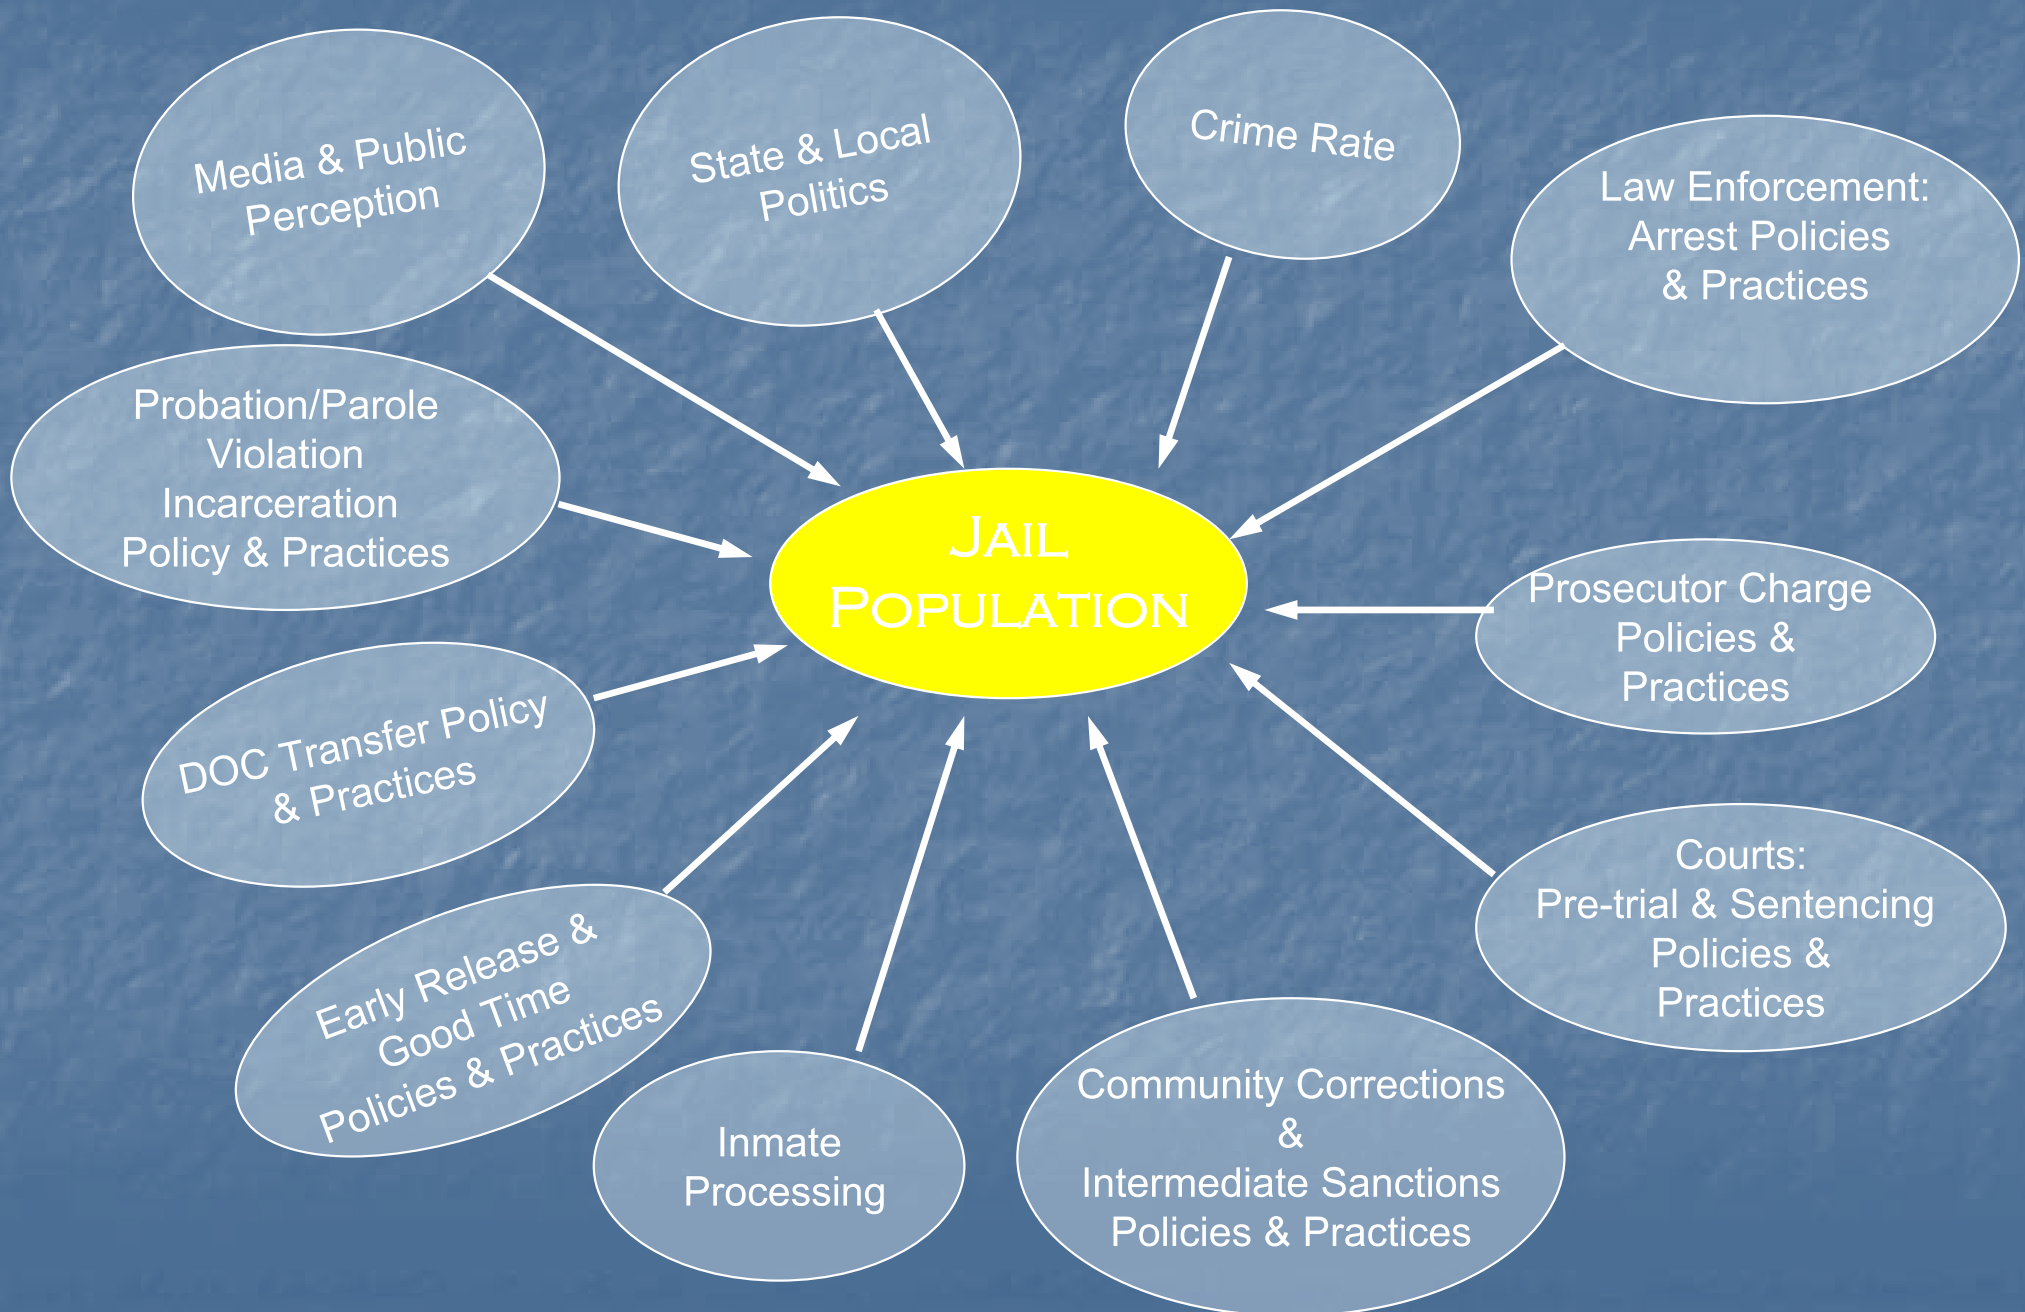 Media & Public
Perception
State & Local
Politics
Crime Rate
Law Enforcement:
Arrest Policies
& Practices
Probation/Parole
Violation
Incarceration
Policy & Practices
Jail
Population
Prosecutor Charge
Policies &
Practices
DOC Transfer Policy
& Practices
Courts:
Pre-trial & Sentencing
Policies &
Practices
Early Release &
Good Time
Policies & Practices
Inmate
Processing
Community Corrections
&
Intermediate Sanctions
Policies & Practices